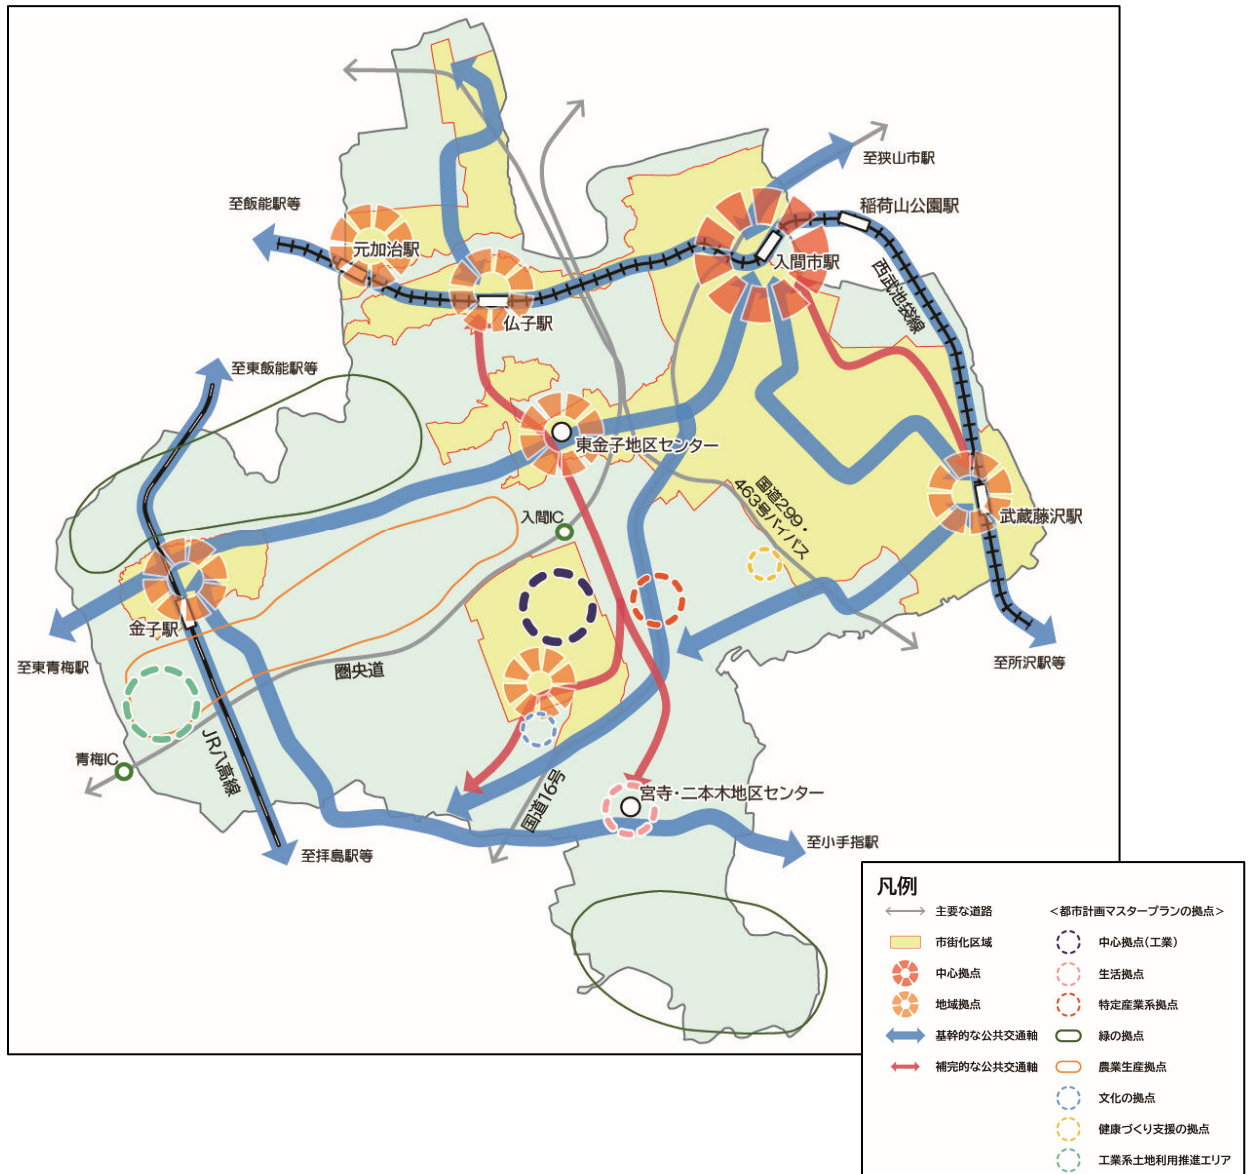 至狭山市駅
稲荷山公園駅
至飯能駅等
元加治駅
入間市駅
西武池袋線
仏子駅
至東飯能駅等
東金子地区センター
国道299・
463号バイパス
入間IC
武蔵藤沢駅
金子駅
至東青梅駅
圏央道
至所沢駅等
青梅IC
JR八高線
国道16号
宮寺・二本木地区センター
至拝島駅等
至小手指駅
凡例
主要な道路
市街化区域
中心拠点
地域拠点
基幹的な公共交通軸
補完的な公共交通軸
＜都市計画マスタープランの拠点＞
中心拠点(工業)
生活拠点
特定産業系拠点
緑の拠点
農業生産拠点
文化の拠点
健康づくり支援の拠点
工業系土地利用推進エリア